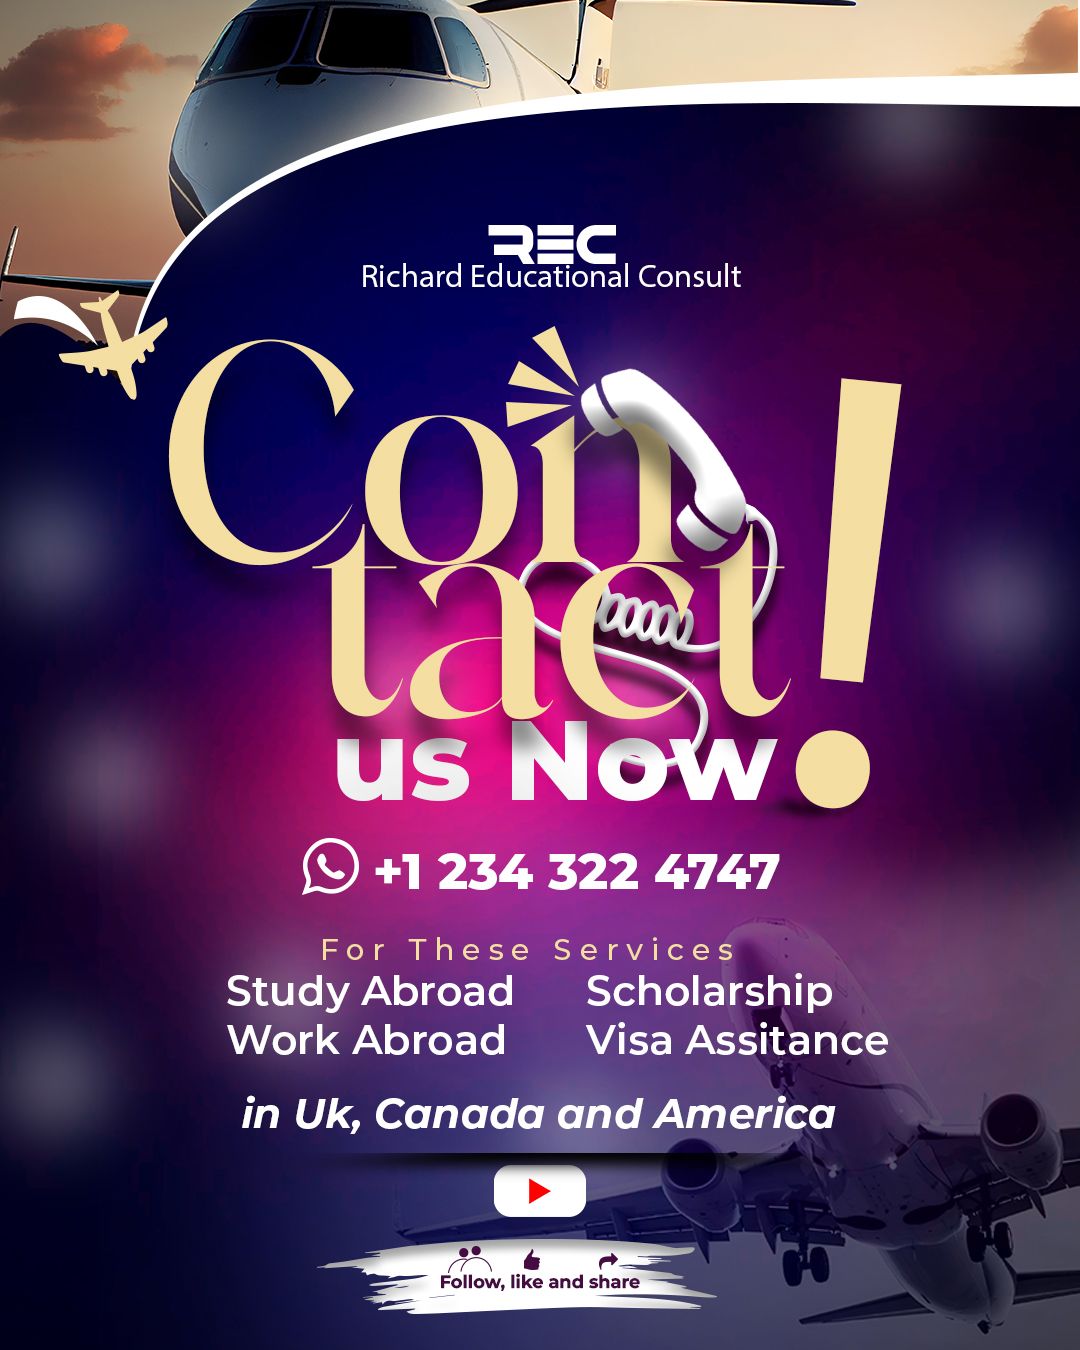 REC
Richard Educational Consult
Con
tact!
us Now
+1 234 322 4747
For These Services
Study Abroad Scholarship
Work Abroad Visa Assitance
in Uk, Canada and America
Follow, like and share